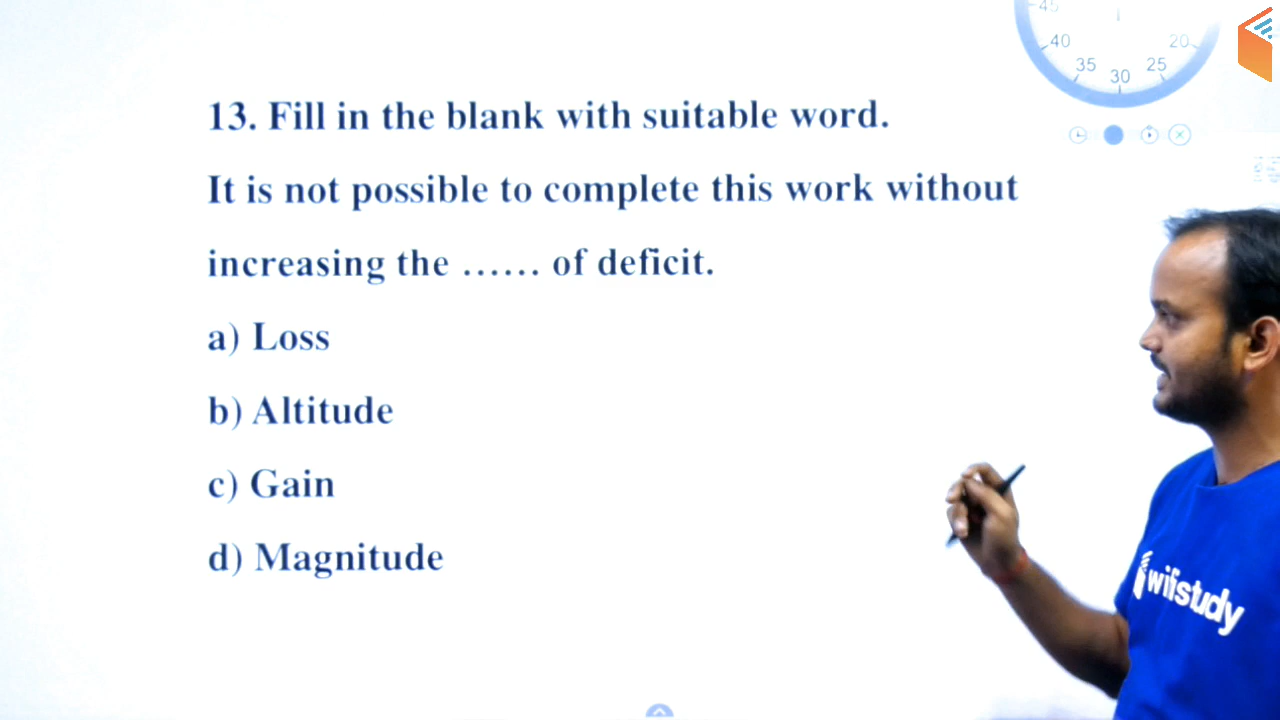 45
40
20
35
25
30
13. Fill in the blank with suitable word.
It is not possible to complete this work without
increasing the ...... of deficit.
a) Loss
b) Altitude
c) Gain
d) Magnitude
wifistudy